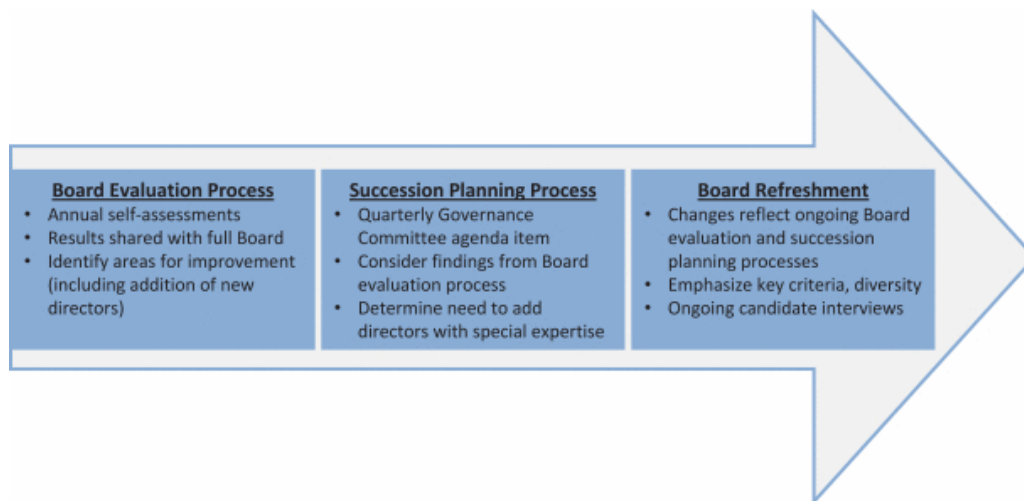 Board Evaluation Process
• Annual self-assessments
• Results shared with full Board
• Identify areas for improvement
(including addition of new
directors)
Succession Planning Process
• Quarterly Governance
Committee agenda item
• Consider findings from Board
evaluation process
• Determine need to add
directors with special expertise
Board Refreshment
• Changes reflect ongoing Board
evaluation and succession
planning processes
• Emphasize key criteria, diversity
• Ongoing candidate interviews